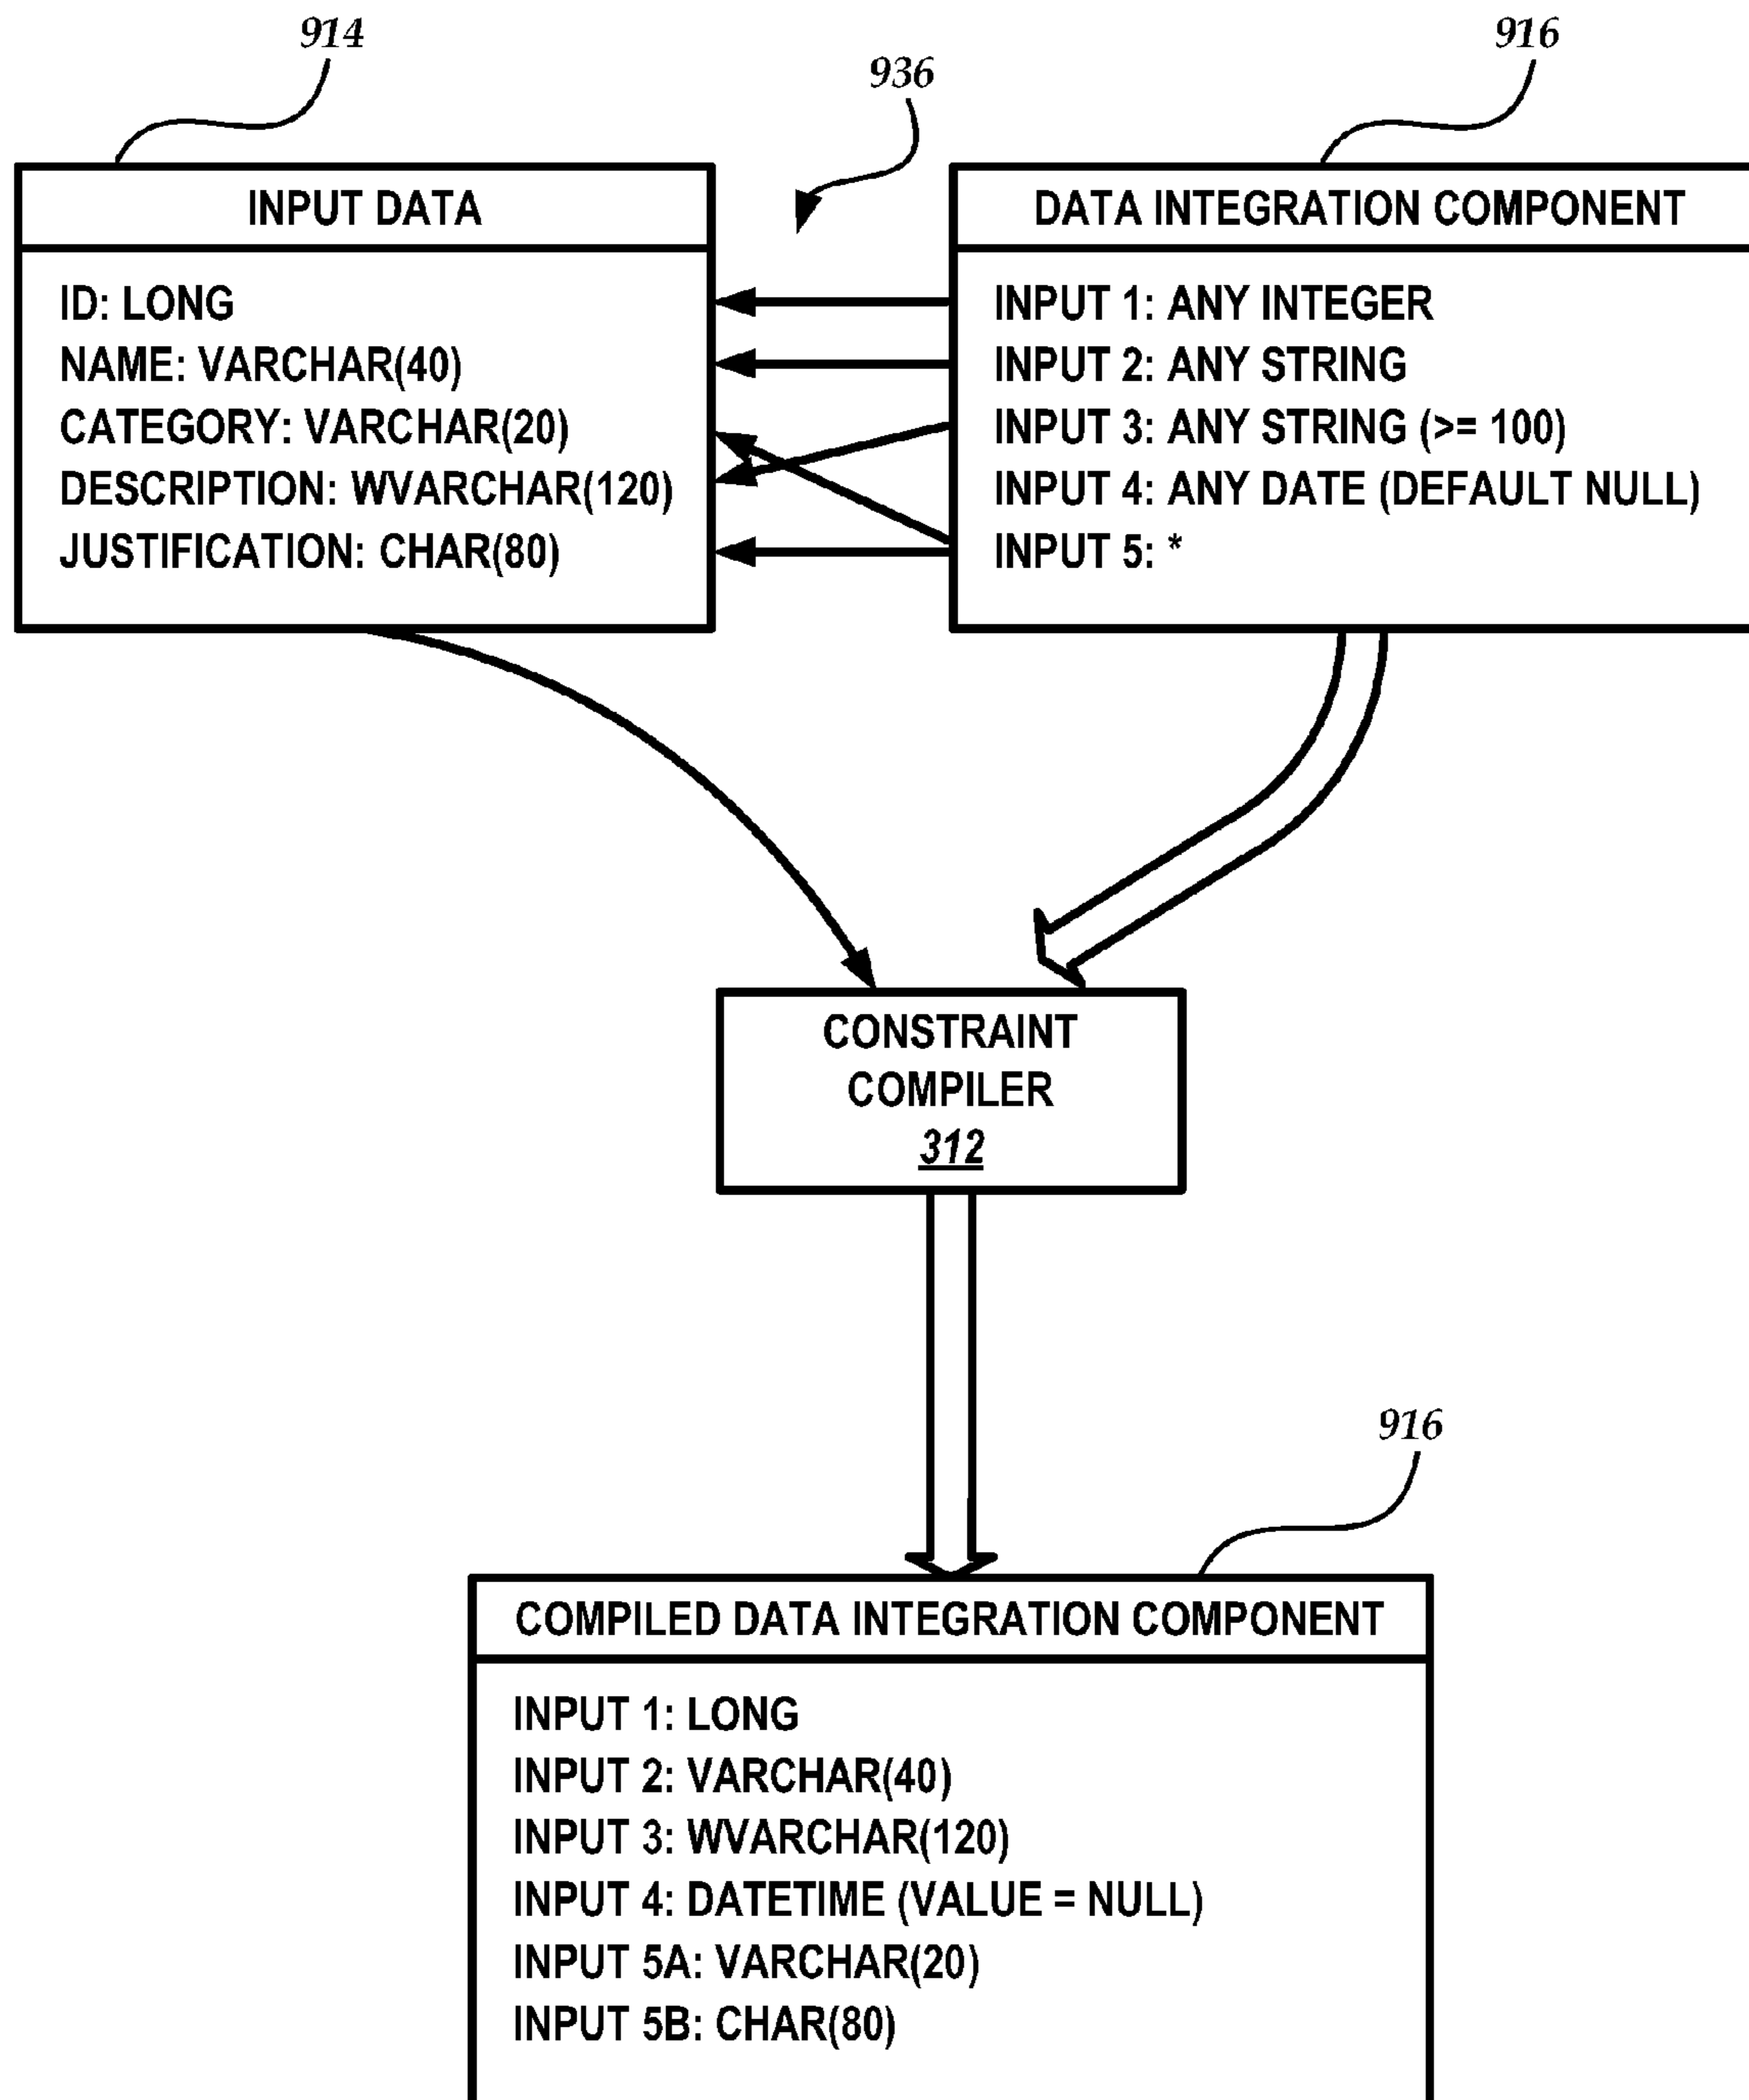 914
936
916
INPUT DATA
ID: LONG
NAME: VARCHAR(40)
CATEGORY: VARCHAR(20)
DESCRIPTION: WVARCHAR(120)
JUSTIFICATION: CHAR(80)
DATA INTEGRATION COMPONENT
INPUT 1: ANY INTEGER
INPUT 2: ANY STRING
INPUT 3: ANY STRING (>= 100)
INPUT 4: ANY DATE (DEFAULT NULL)
INPUT 5: *
CONSTRAINT
COMPILER
312
916
COMPILED DATA INTEGRATION COMPONENT
INPUT 1: LONG
INPUT 2: VARCHAR(40)
INPUT 3: WVARCHAR(120)
INPUT 4: DATETIME (VALUE = NULL)
INPUT 5A: VARCHAR(20)
INPUT 5B: CHAR(80)